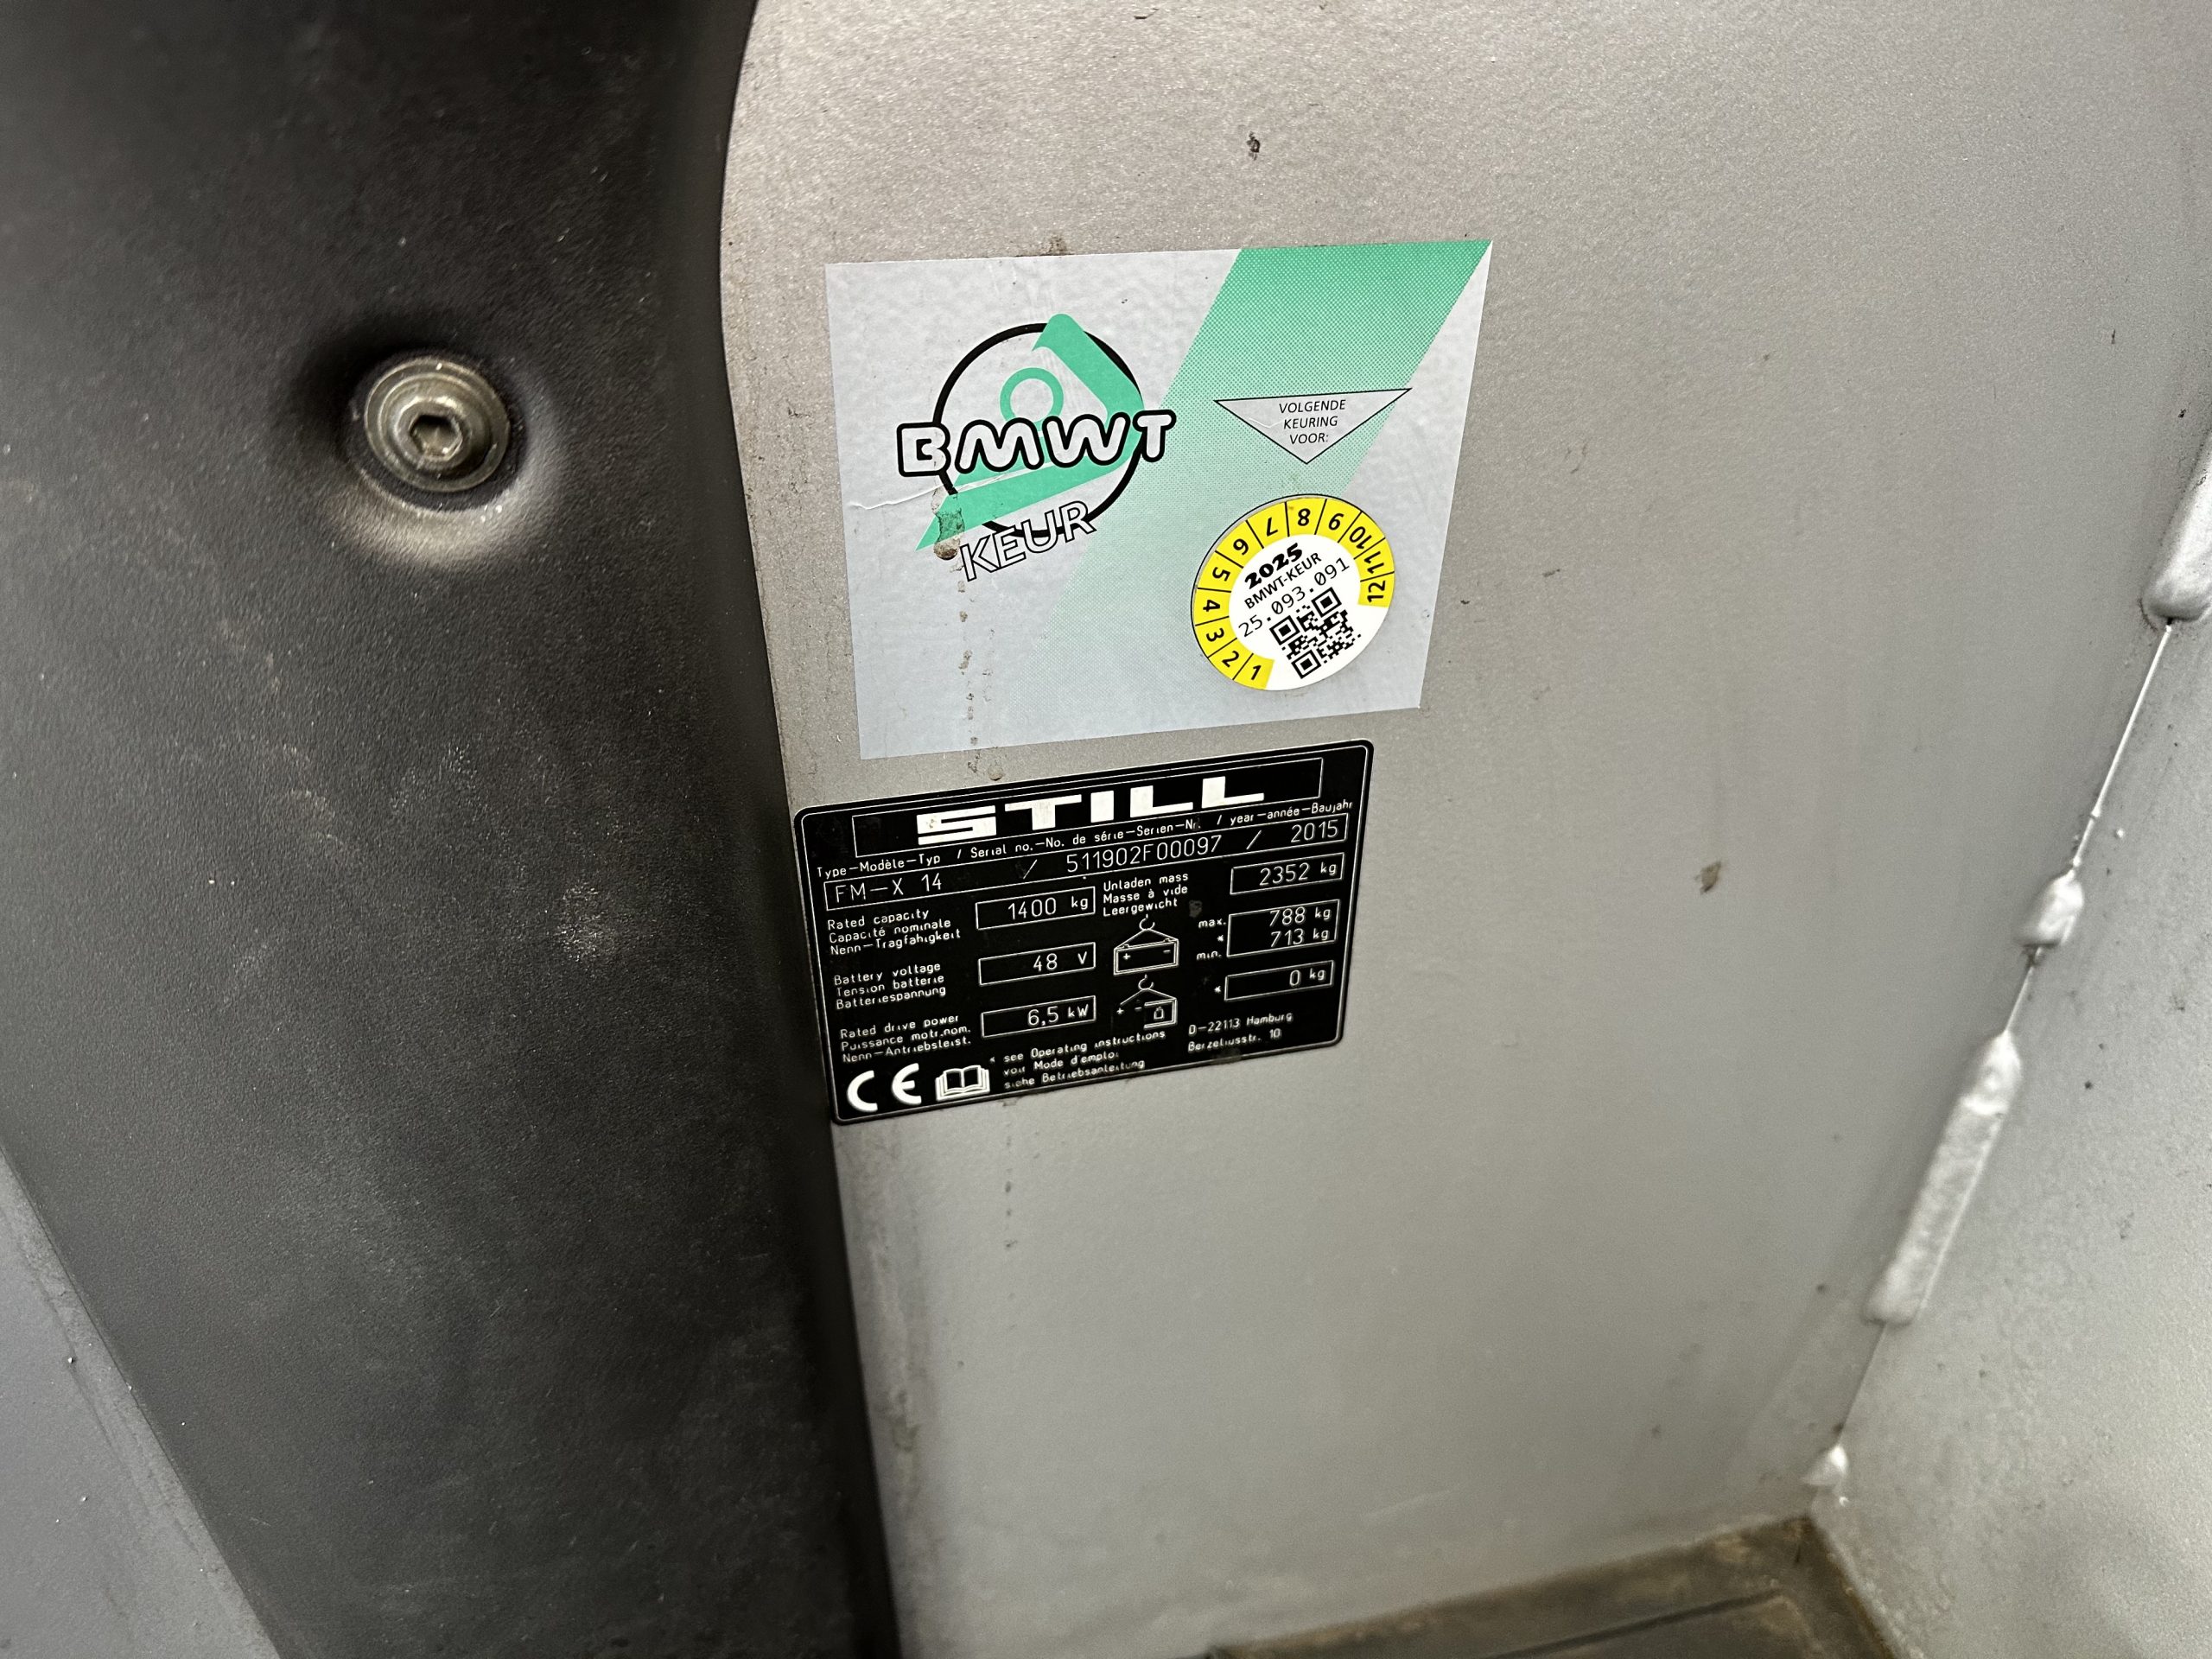 BMWT
KEUR
VOLGENDE
KEURING
VOOR:
1 2 3 4 5 6 7 8 9 10 11 12
2025
BMWT-KEUR
25.093.091
STILL
Type-Modèle-Typ / Serial no.-No. de série-Serien-Nr. / year-année-Baujahr
FM-X 14 / 511902F00097 / 2015
Rated capacity
Capacité nominale
Nenn-Tragfähigkeit
1400 kg
Unladen mass
Masse à vide
Leergewicht
2352 kg
Battery voltage
Tension batterie
Batteriespannung
48 V
+ -
max. 788 kg
*
min. 713 kg
Rated drive power
Puissance motr.nom.
Nenn-Antriebsleist.
6,5 kW
+ -
* 0 kg
CE
* see Operating instructions
voir Mode d'emploi
siehe Betriebsanleitung
D-22113 Hamburg
Berzeliusstr. 10